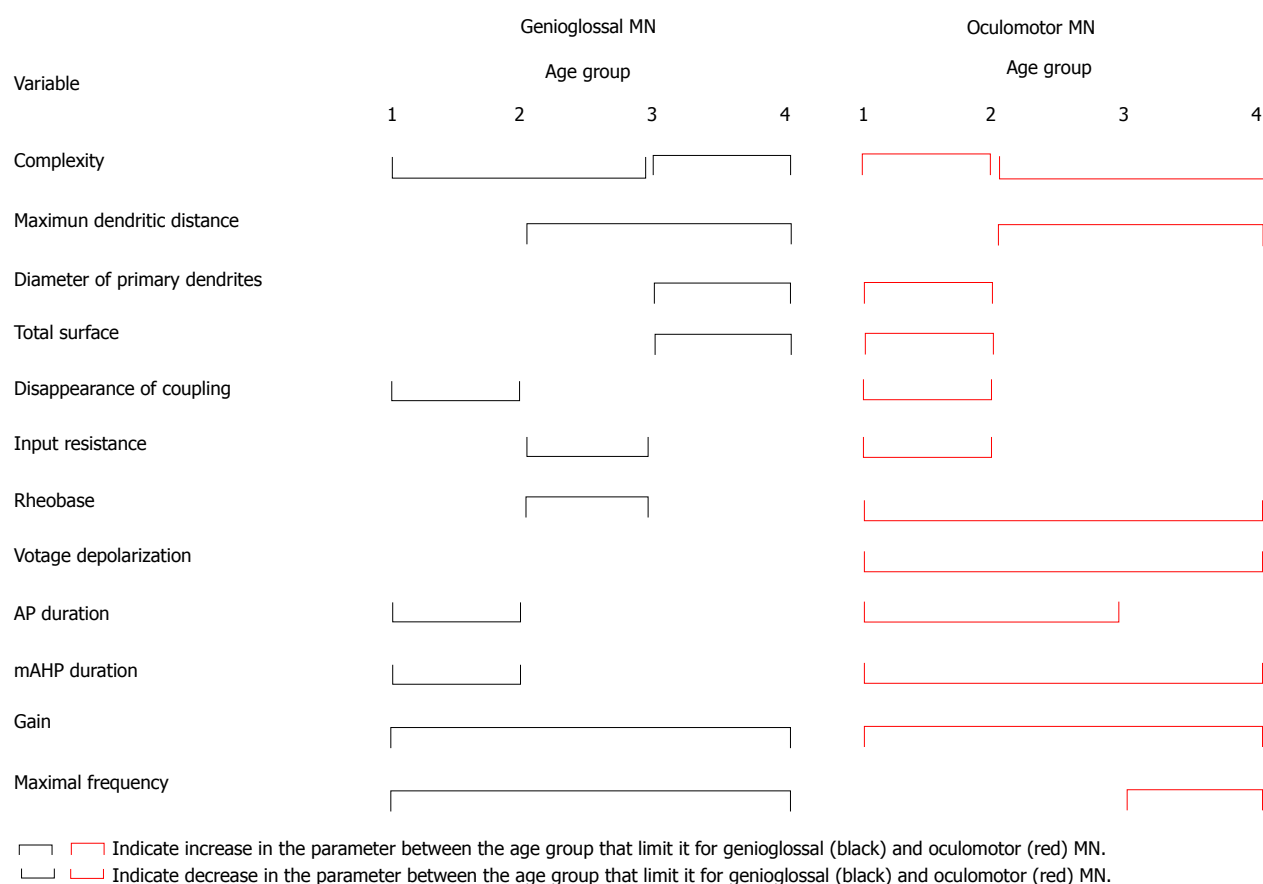 Genioglossal MN Oculomotor MN
Variable Age group Age group
1 2 3 4 1 2 3 4
Complexity
Maximun dendritic distance
Diameter of primary dendrites
Total surface
Disappearance of coupling
Input resistance
Rheobase
Votage depolarization
AP duration
mAHP duration
Gain
Maximal frequency
Indicate increase in the parameter between the age group that limit it for genioglossal (black) and oculomotor (red) MN.
Indicate decrease in the parameter between the age group that limit it for genioglossal (black) and oculomotor (red) MN.